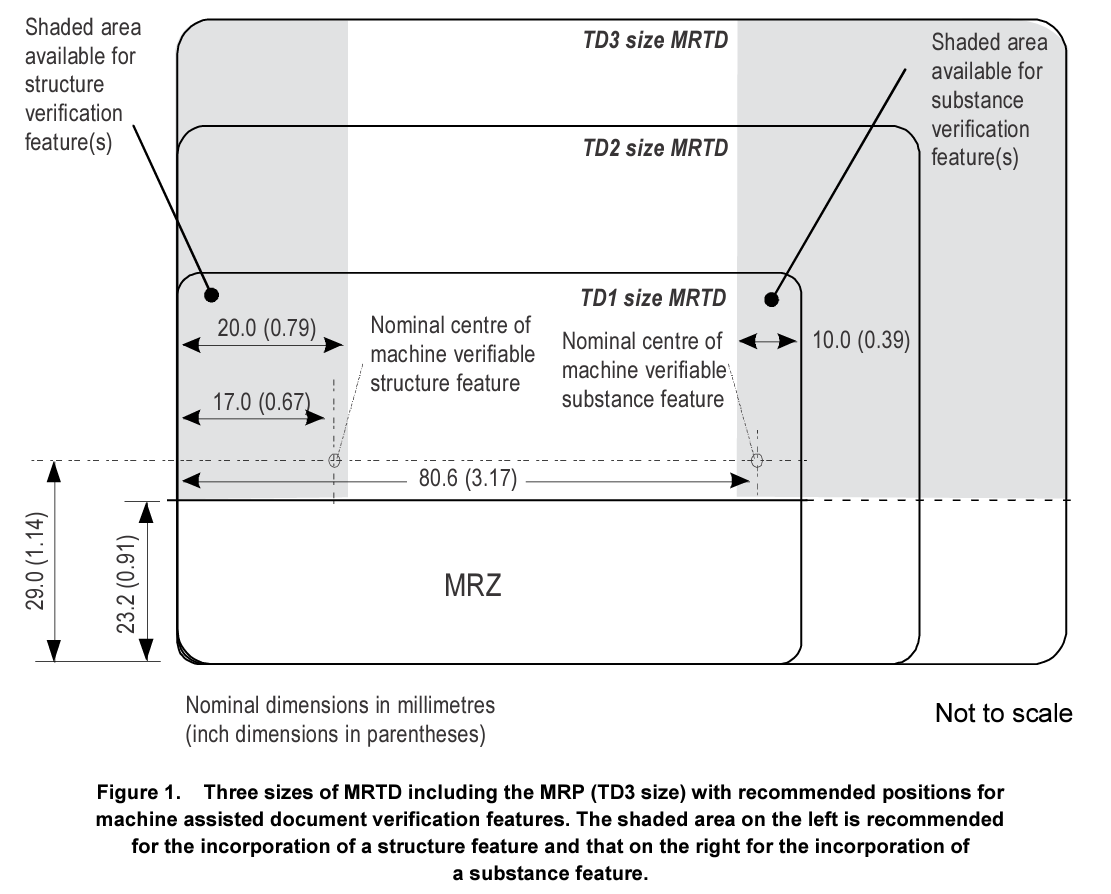 Shaded area
available for
structure
verification
feature(s)
TD3 size MRTD
Shaded area
available for
substance
verification
feature(s)
TD2 size MRTD
TD1 size MRTD
20.0 (0.79)
Nominal centre of
machine verifiable
structure feature
Nominal centre of
machine verifiable
substance feature
10.0 (0.39)
17.0 (0.67)
80.6 (3.17)
29.0 (1.14)
23.2 (0.91)
MRZ
Nominal dimensions in millimetres
(inch dimensions in parentheses)
Not to scale
Figure 1. Three sizes of MRTD including the MRP (TD3 size) with recommended positions for
machine assisted document verification features. The shaded area on the left is recommended
for the incorporation of a structure feature and that on the right for the incorporation of
a substance feature.